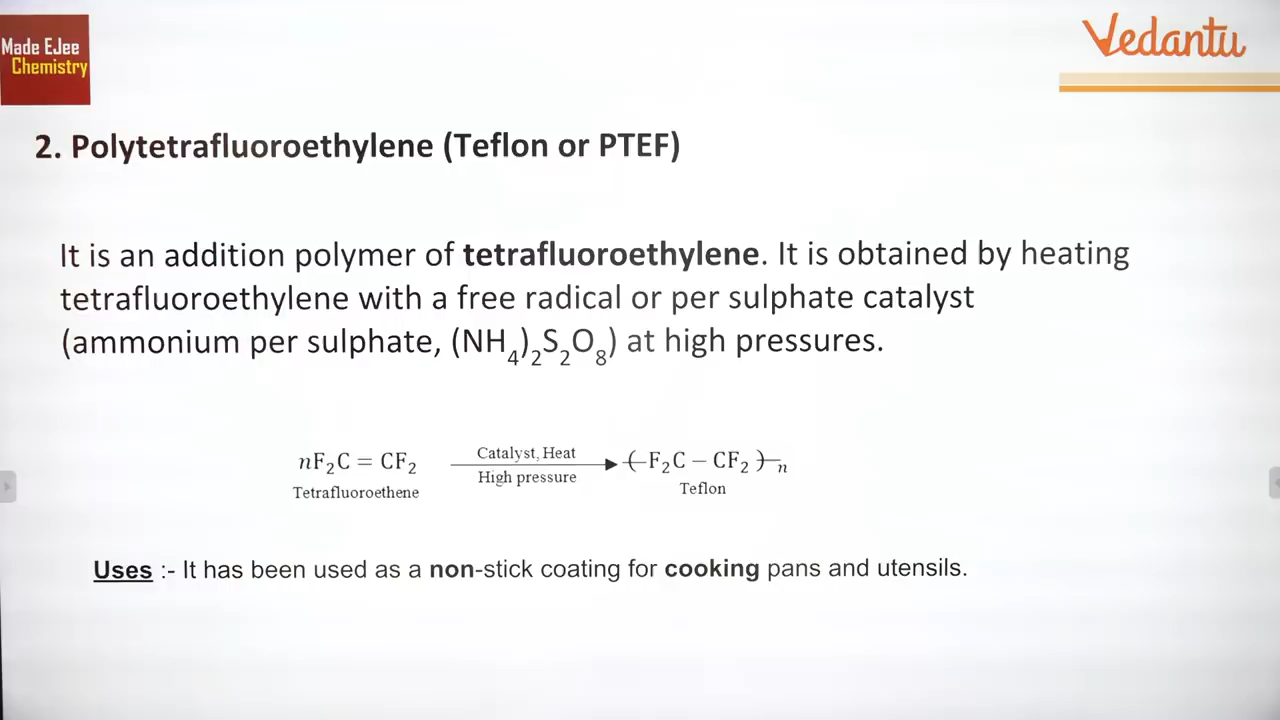 Made EJee
Chemistry
Vedantu
2. Polytetrafluoroethylene (Teflon or PTEF)
It is an addition polymer of tetrafluoroethylene. It is obtained by heating
tetrafluoroethylene with a free radical or per sulphate catalyst
(ammonium per sulphate, (NH₄)₂S₂O₈) at high pressures.
nF₂C = CF₂ Catalyst, Heat High pressure (F₂C − CF₂)n
Tetrafluoroethene Teflon
Uses :- It has been used as a non-stick coating for cooking pans and utensils.